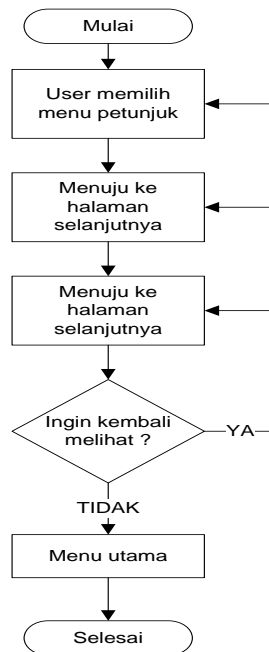 Mulai
User memilih
menu petunjuk
Menuju ke
halaman
selanjutnya
Menuju ke
halaman
selanjutnya
Ingin kembali
melihat ?
YA
TIDAK
Menu utama
Selesai